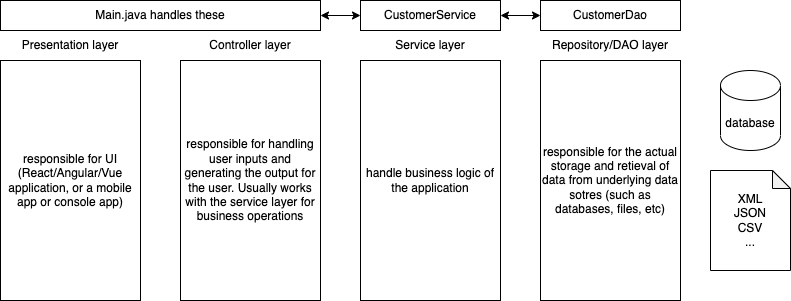 Main.java handles these
CustomerService
CustomerDao
Presentation layer
Controller layer
Service layer
Repository/DAO layer
responsible for UI
(React/Angular/Vue
application, or a mobile
app or console app)
responsible for handling
user inputs and
generating the output for
the user. Usually works
with the service layer for
business operations
handle business logic of
the application
responsible for the actual
storage and retieval of
data from underlying data
sotres (such as
databases, files, etc)
database
XML
JSON
CSV
...